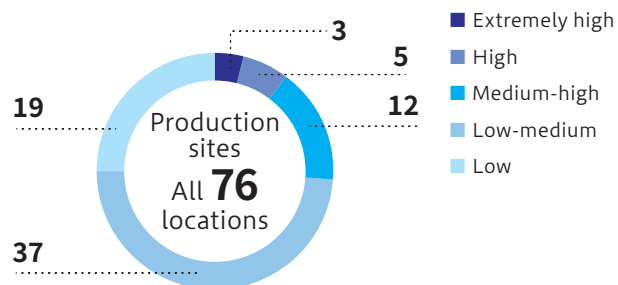 3
5
12
19
37
Production
sites
All 76
locations
Extremely high
High
Medium-high
Low-medium
Low